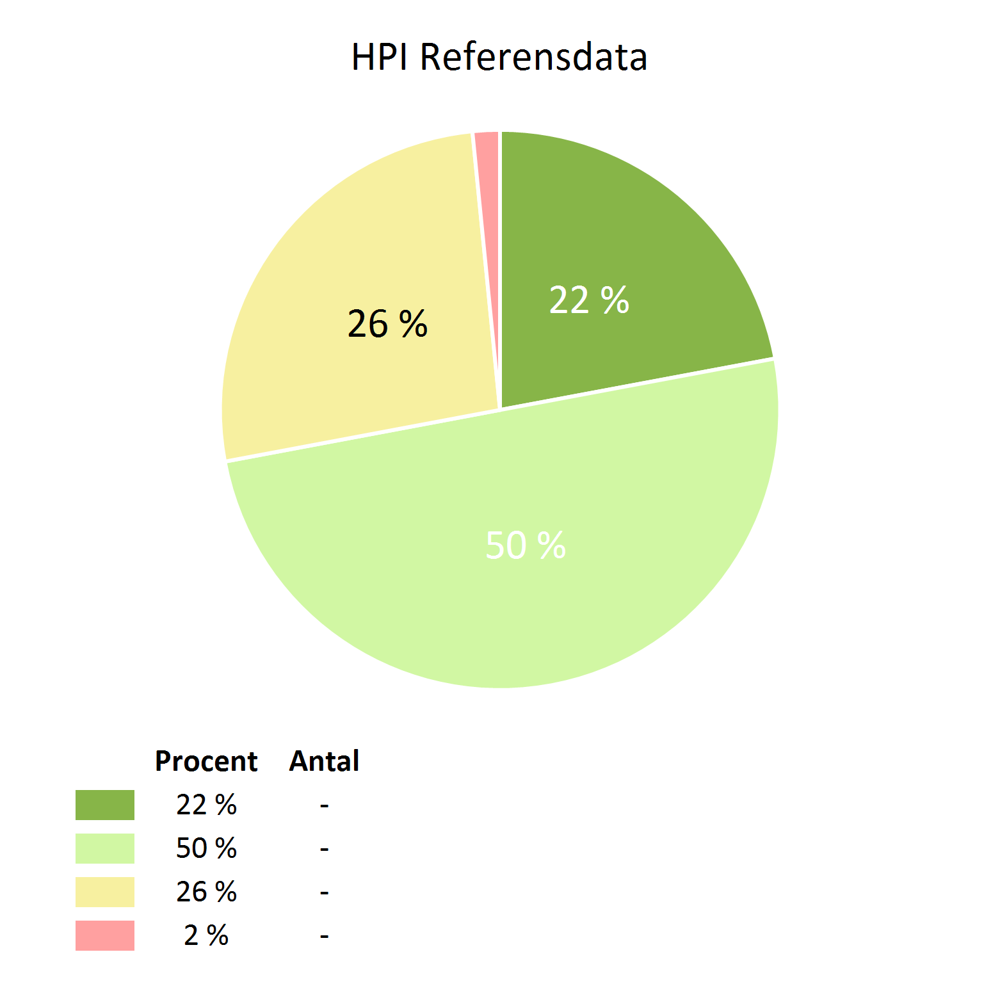 HPI Referensdata
22 %
26 %
50 %
Procent Antal
22 % -
50 % -
26 % -
2 % -